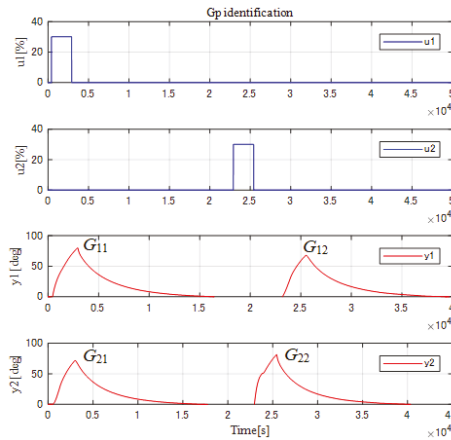 Gp identification
u1[%]
40
20
0
u1
0 0.5 1 1.5 2 2.5 3 3.5 4 4.5 5
×10⁴
u2[%]
40
20
0
u2
0 0.5 1 1.5 2 2.5 3 3.5 4 4.5 5
×10⁴
y1 [dug]
100
50
0
G₁₁
G₁₂
y1
0 0.5 1 1.5 2 2.5 3 3.5 4
×10⁴
y2[dug]
100
50
0
G₂₁
G₂₂
y2
0 0.5 1 1.5 2 2.5 3 3.5 4 4.5
×10⁴
Time[s]